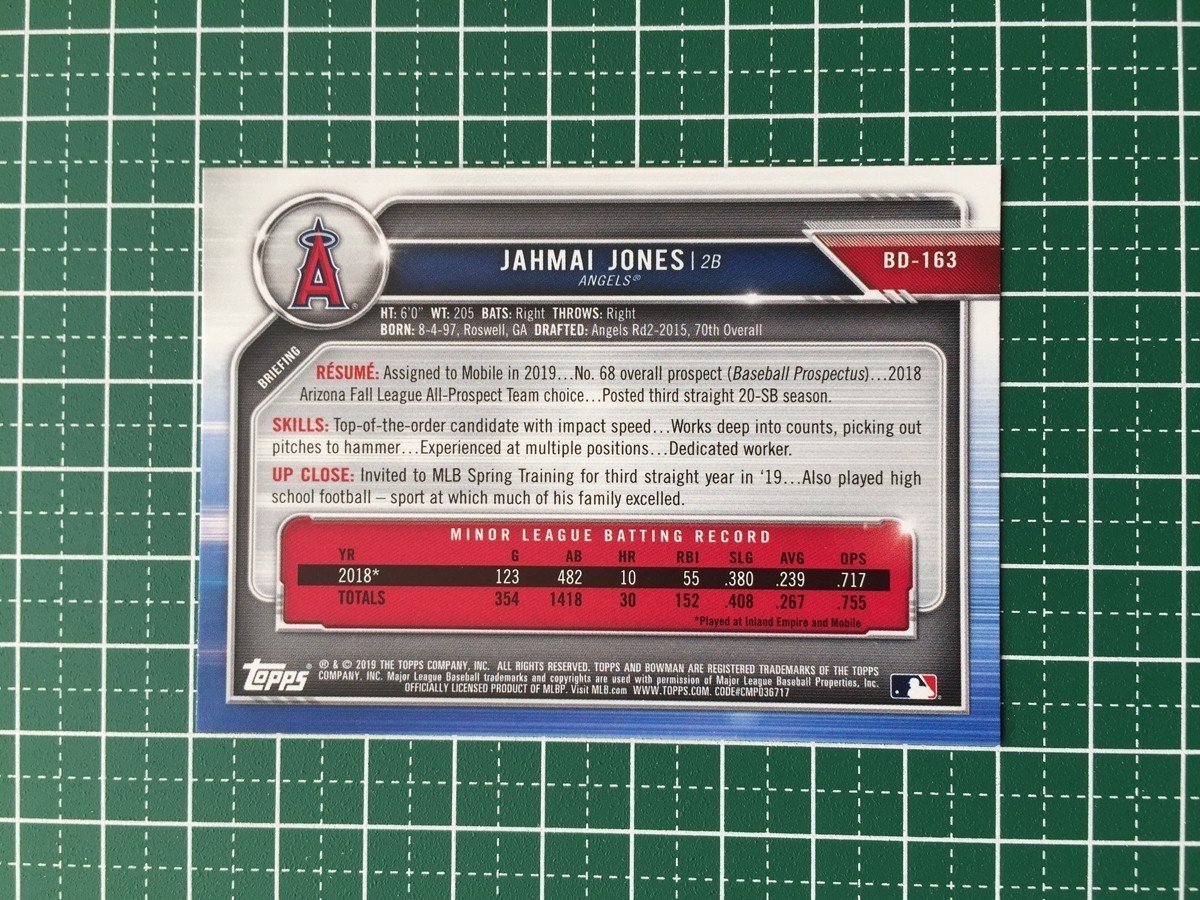 JAHMAI JONES | 2B
ANGELS®
BD-163
A®
HT: 6'0" WT: 205 BATS: Right THROWS: Right
BORN: 8-4-97, Roswell, GA DRAFTED: Angels Rd2-2015, 70th Overall
BRIEFING
RÉSUMÉ: Assigned to Mobile in 2019...No. 68 overall prospect (Baseball Prospectus)...2018
Arizona Fall League All-Prospect Team choice...Posted third straight 20-SB season.
SKILLS: Top-of-the-order candidate with impact speed...Works deep into counts, picking out
pitches to hammer...Experienced at multiple positions...Dedicated worker.
UP CLOSE: Invited to MLB Spring Training for third straight year in '19...Also played high
school football – sport at which much of his family excelled.
MINOR LEAGUE BATTING RECORD
YR G AB HR RBI SLG AVG OPS
2018* 123 482 10 55 .380 .239 .717
TOTALS 354 1418 30 152 .408 .267 .755
*Played at Inland Empire and Mobile
Topps®
® & © 2019 THE TOPPS COMPANY, INC. ALL RIGHTS RESERVED. TOPPS AND BOWMAN ARE REGISTERED TRADEMARKS OF THE TOPPS
COMPANY, INC. Major League Baseball trademarks and copyrights are used with permission of Major League Baseball Properties, Inc.
OFFICIALLY LICENSED PRODUCT OF MLBP. Visit MLB.com WWW.TOPPS.COM. CODE#CMP036717